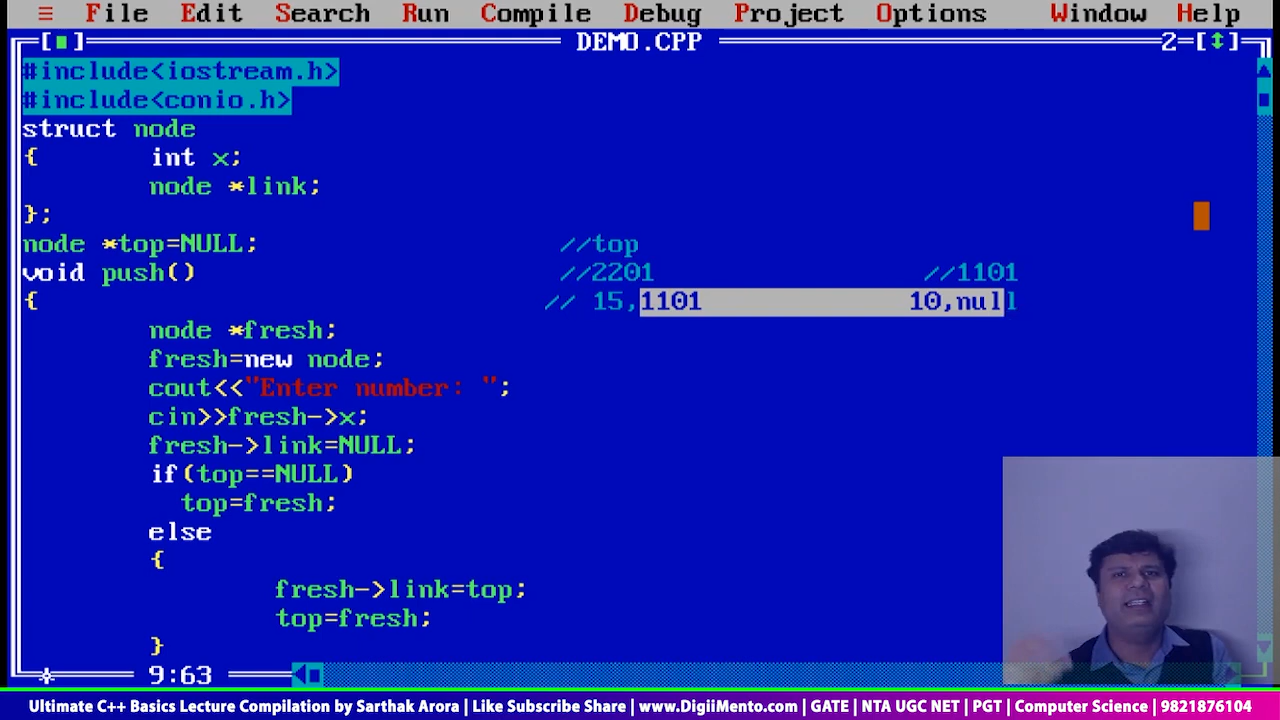 ≡ File Edit Search Run Compile Debug Project Options Window Help
[■] DEMO.CPP 2=[↕]
#include<iostream.h>
#include<conio.h>
struct node
{ int x;
node *link;
};
node *top=NULL; //top
void push() //2201 //1101
{ // 15,1101 10,null
node *fresh;
fresh=new node;
cout<<"Enter number: ";
cin>>fresh->x;
fresh->link=NULL;
if(top==NULL)
top=fresh;
else
{
fresh->link=top;
top=fresh;
}
9:63
Ultimate C++ Basics Lecture Compilation by Sarthak Arora | Like Subscribe Share | www.DigiiMento.com | GATE | NTA UGC NET | PGT | Computer Science | 9821876104